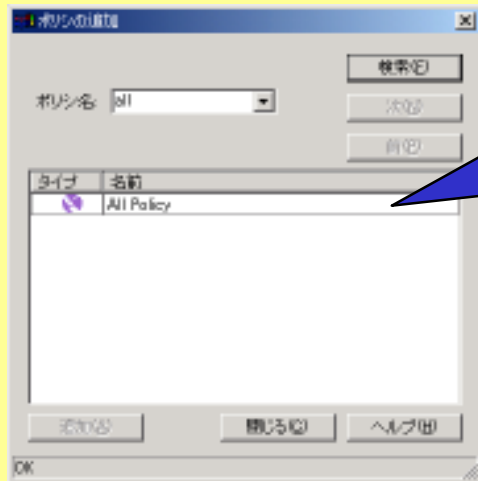 ポリシの追加
検索(F)
ポリシ名: all
次(N)
前(P)
タイプ 名前
All Policy
追加(A) 閉じる(C) ヘルプ(H)
OK